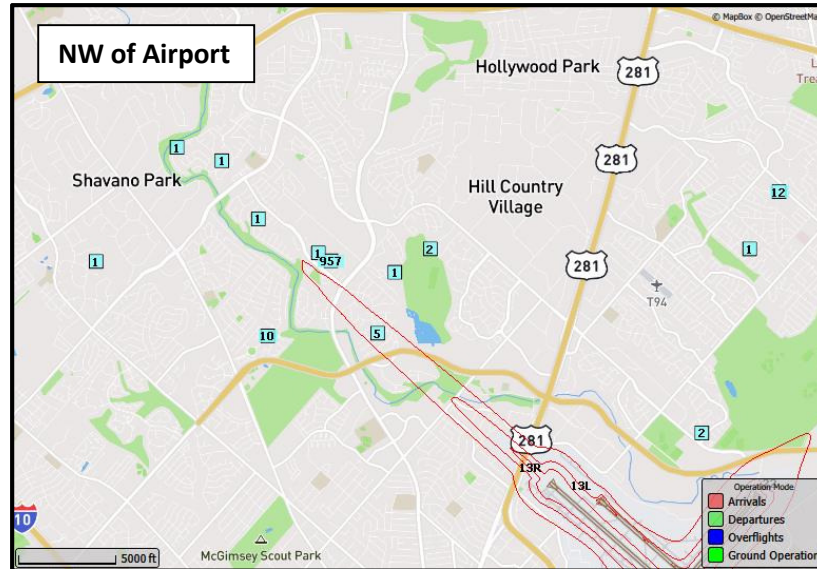 © MapBox © OpenStreetMa
NW of Airport
Hollywood Park
281
L
Trea
281
1
1
Shavano Park
Hill Country
Village
12
1
1
1
957
2
1
1
281
T94
10
5
281
2
13R
13L
10
5000 ft
McGimsey Scout Park
Operation Mode
Arrivals
Departures
Overflights
Ground Operation